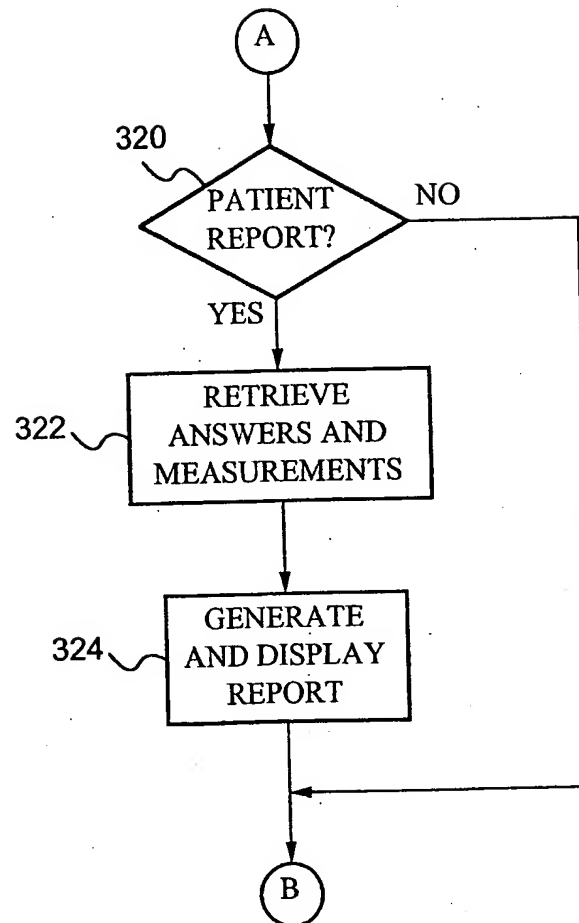 A
320
PATIENT
REPORT?
NO
YES
322
RETRIEVE
ANSWERS AND
MEASUREMENTS
324
GENERATE
AND DISPLAY
REPORT
B